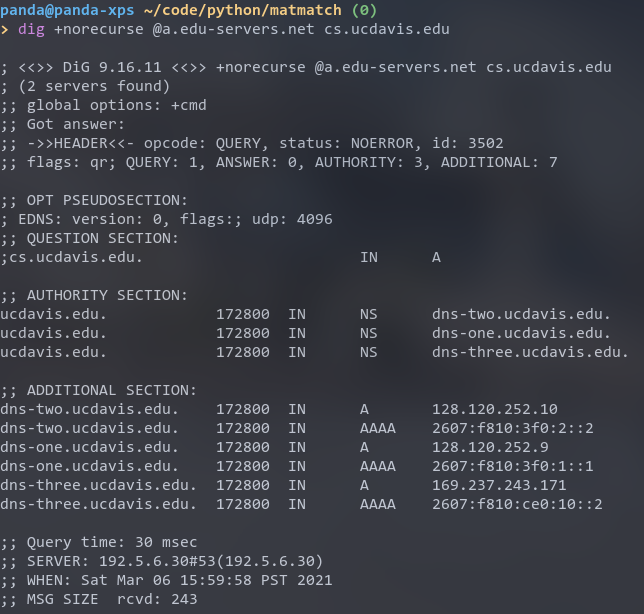 panda@panda-xps ~/code/python/matmatch (0)
> dig +norecurse @a.edu-servers.net cs.ucdavis.edu
; <<>> DiG 9.16.11 <<>> +norecurse @a.edu-servers.net cs.ucdavis.edu
; (2 servers found)
;; global options: +cmd
;; Got answer:
;; ->>HEADER<<- opcode: QUERY, status: NOERROR, id: 3502
;; flags: qr; QUERY: 1, ANSWER: 0, AUTHORITY: 3, ADDITIONAL: 7
;; OPT PSEUDOSECTION:
; EDNS: version: 0, flags:; udp: 4096
;; QUESTION SECTION:
;cs.ucdavis.edu. IN A
;; AUTHORITY SECTION:
ucdavis.edu. 172800 IN NS dns-two.ucdavis.edu.
ucdavis.edu. 172800 IN NS dns-one.ucdavis.edu.
ucdavis.edu. 172800 IN NS dns-three.ucdavis.edu.
;; ADDITIONAL SECTION:
dns-two.ucdavis.edu. 172800 IN A 128.120.252.10
dns-two.ucdavis.edu. 172800 IN AAAA 2607:f810:3f0:2::2
dns-one.ucdavis.edu. 172800 IN A 128.120.252.9
dns-one.ucdavis.edu. 172800 IN AAAA 2607:f810:3f0:1::1
dns-three.ucdavis.edu. 172800 IN A 169.237.243.171
dns-three.ucdavis.edu. 172800 IN AAAA 2607:f810:ce0:10::2
;; Query time: 30 msec
;; SERVER: 192.5.6.30#53(192.5.6.30)
;; WHEN: Sat Mar 06 15:59:58 PST 2021
;; MSG SIZE rcvd: 243